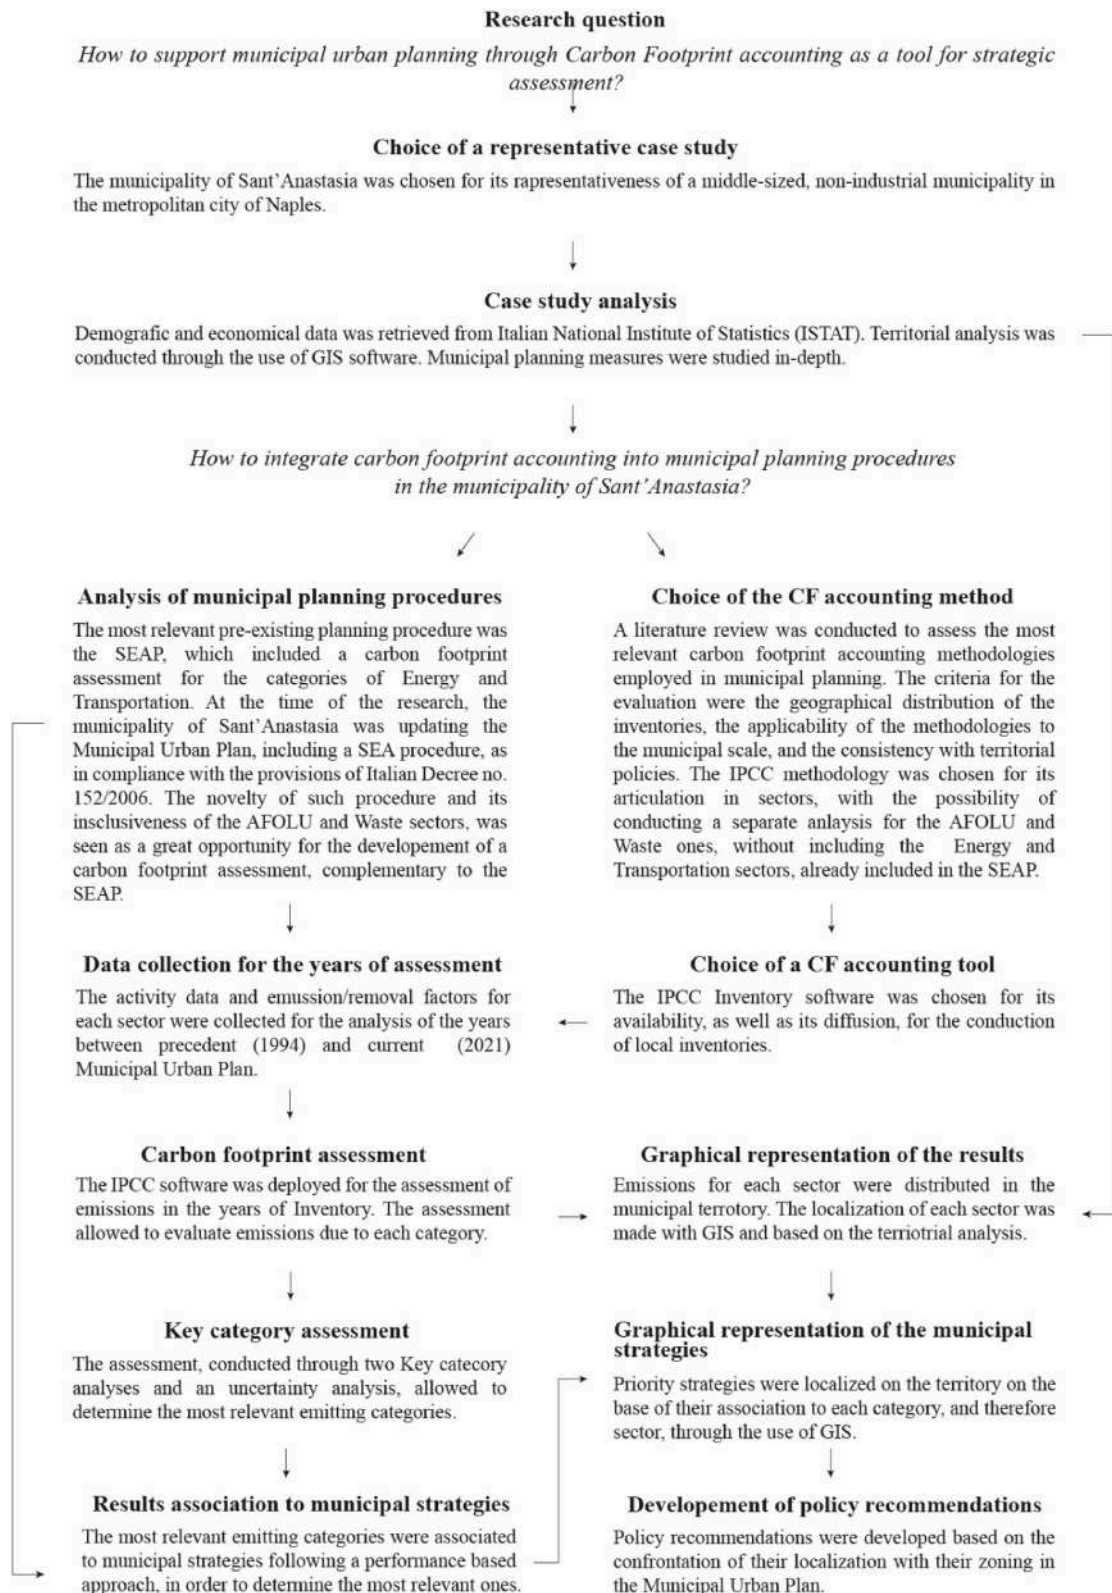 Research question
How to support municipal urban planning through Carbon Footprint accounting as a tool for strategic
assessment?
Choice of a representative case study
The municipality of Sant'Anastasia was chosen for its rapresentativeness of a middle-sized, non-industrial municipality in
the metropolitan city of Naples.
Case study analysis
Demografic and economical data was retrieved from Italian National Institute of Statistics (ISTAT). Territorial analysis was
conducted through the use of GIS software. Municipal planning measures were studied in-depth.
How to integrate carbon footprint accounting into municipal planning procedures
in the municipality of Sant'Anastasia?
Analysis of municipal planning procedures
The most relevant pre-existing planning procedure was
the SEAP, which included a carbon footprint
assessment for the categories of Energy and
Transportation. At the time of the research, the
municipality of Sant'Anastasia was updating the
Municipal Urban Plan, including a SEA procedure, as
in compliance with the provisions of Italian Decree no.
152/2006. The novelty of such procedure and its
insclusiveness of the AFOLU and Waste sectors, was
seen as a great opportunity for the developement of a
carbon footprint assessment, complementary to the
SEAP.
Choice of the CF accounting method
A literature review was conducted to assess the most
relevant carbon footprint accounting methodologies
employed in municipal planning. The criteria for the
evaluation were the geographical distribution of the
inventories, the applicability of the methodologies to
the municipal scale, and the consistency with territorial
policies. The IPCC methodology was chosen for its
articulation in sectors, with the possibility of
conducting a separate anlaysis for the AFOLU and
Waste ones, without including the Energy and
Transportation sectors, already included in the SEAP.
Data collection for the years of assessment
The activity data and emussion/removal factors for
each sector were collected for the analysis of the years
between precedent (1994) and current (2021)
Municipal Urban Plan.
Choice of a CF accounting tool
The IPCC Inventory software was chosen for its
availability, as well as its diffusion, for the conduction
of local inventories.
Carbon footprint assessment
The IPCC software was deployed for the assessment of
emissions in the years of Inventory. The assessment
allowed to evaluate emissions due to each category.
Graphical representation of the results
Emissions for each sector were distributed in the
municipal terrotory. The localization of each sector was
made with GIS and based on the terriotrial analysis.
Key category assessment
The assessment, conducted through two Key catecory
analyses and an uncertainty analysis, allowed to
determine the most relevant emitting categories.
Graphical representation of the municipal
strategies
Priority strategies were localized on the territory on the
base of their association to each category, and therefore
sector, through the use of GIS.
Results association to municipal strategies
The most relevant emitting categories were associated
to municipal strategies following a performance based
approach, in order to determine the most relevant ones.
Developement of policy recommendations
Policy recommendations were developed based on the
confrontation of their localization with their zoning in
the Municipal Urban Plan.